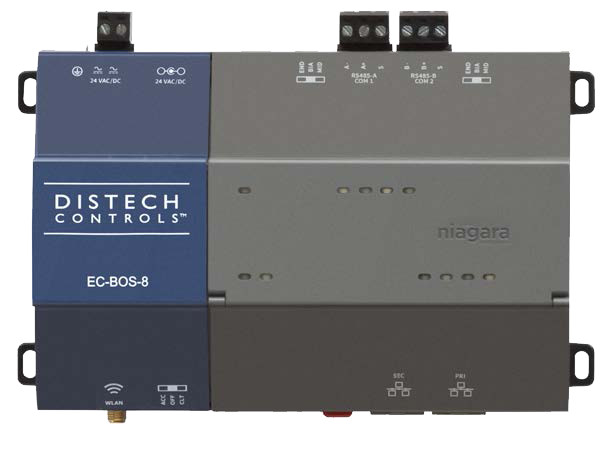 24 VAC/DC
24 VAC/DC
END
BIA
MID
A-
A+
S
RS485-A
COM 1
B-
B+
S
RS485-B
COM 2
END
BIA
MID
DISTECH
CONTROLS™
EC-BOS-8
niagara
WLAN
ACC
OFF
CLT
SEC
PRI